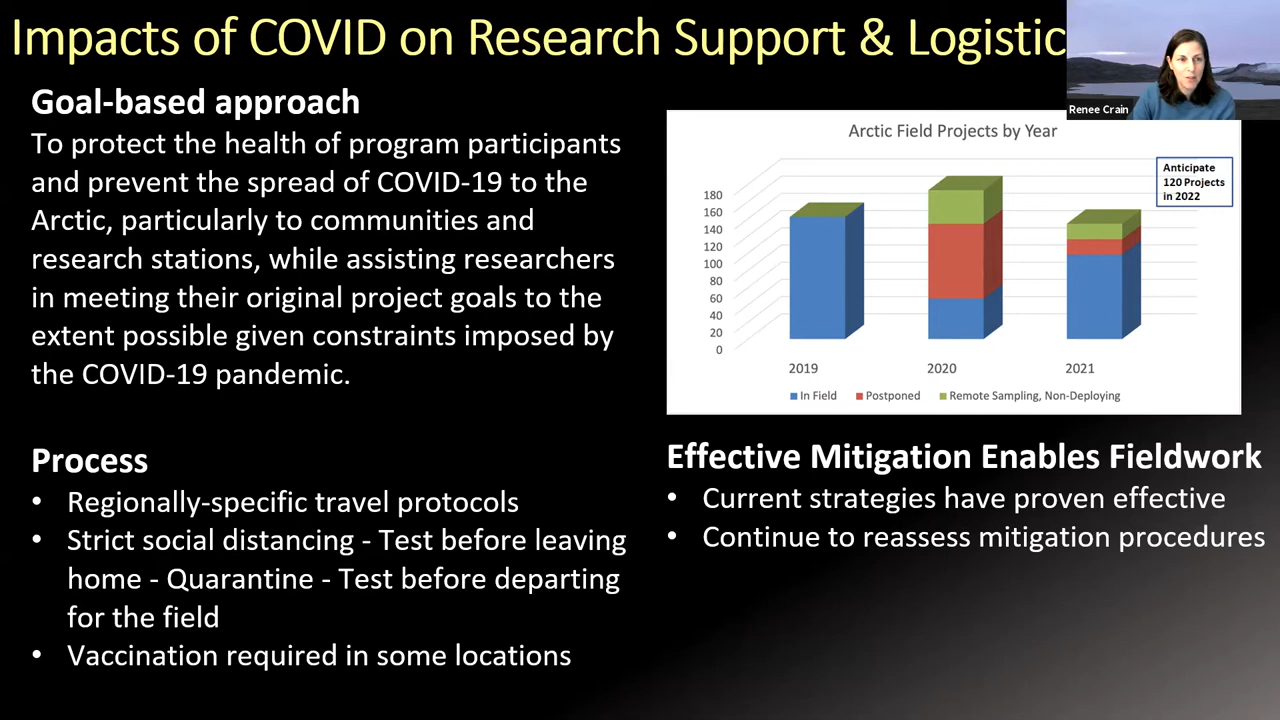 Impacts of COVID on Research Support & Logistic
Renee Crain
Goal-based approach
To protect the health of program participants
and prevent the spread of COVID-19 to the
Arctic, particularly to communities and
research stations, while assisting researchers
in meeting their original project goals to the
extent possible given constraints imposed by
the COVID-19 pandemic.
Process
• Regionally-specific travel protocols
• Strict social distancing - Test before leaving
home - Quarantine - Test before departing
for the field
• Vaccination required in some locations
Arctic Field Projects by Year
Anticipate
120 Projects
in 2022
180
160
140
120
100
80
60
40
20
0
2019 2020 2021
In Field Postponed Remote Sampling, Non-Deploying
Effective Mitigation Enables Fieldwork
• Current strategies have proven effective
• Continue to reassess mitigation procedures